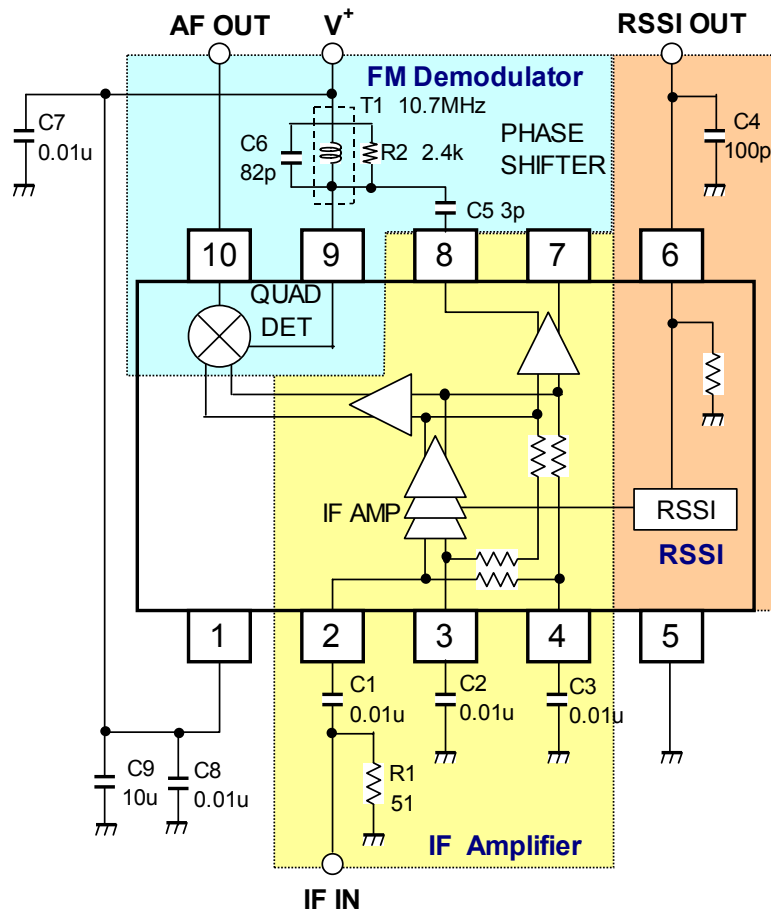 AF OUT
V+
RSSI OUT
FM Demodulator
T1 10.7MHz
C7
0.01u
C6
82p
R2 2.4k
PHASE
SHIFTER
C4
100p
C5 3p
10
9
8
7
6
QUAD
DET
IF AMP
RSSI
RSSI
1
2
3
4
5
C1
0.01u
C2
0.01u
C3
0.01u
C9
10u
C8
0.01u
R1
51
IF Amplifier
IF IN